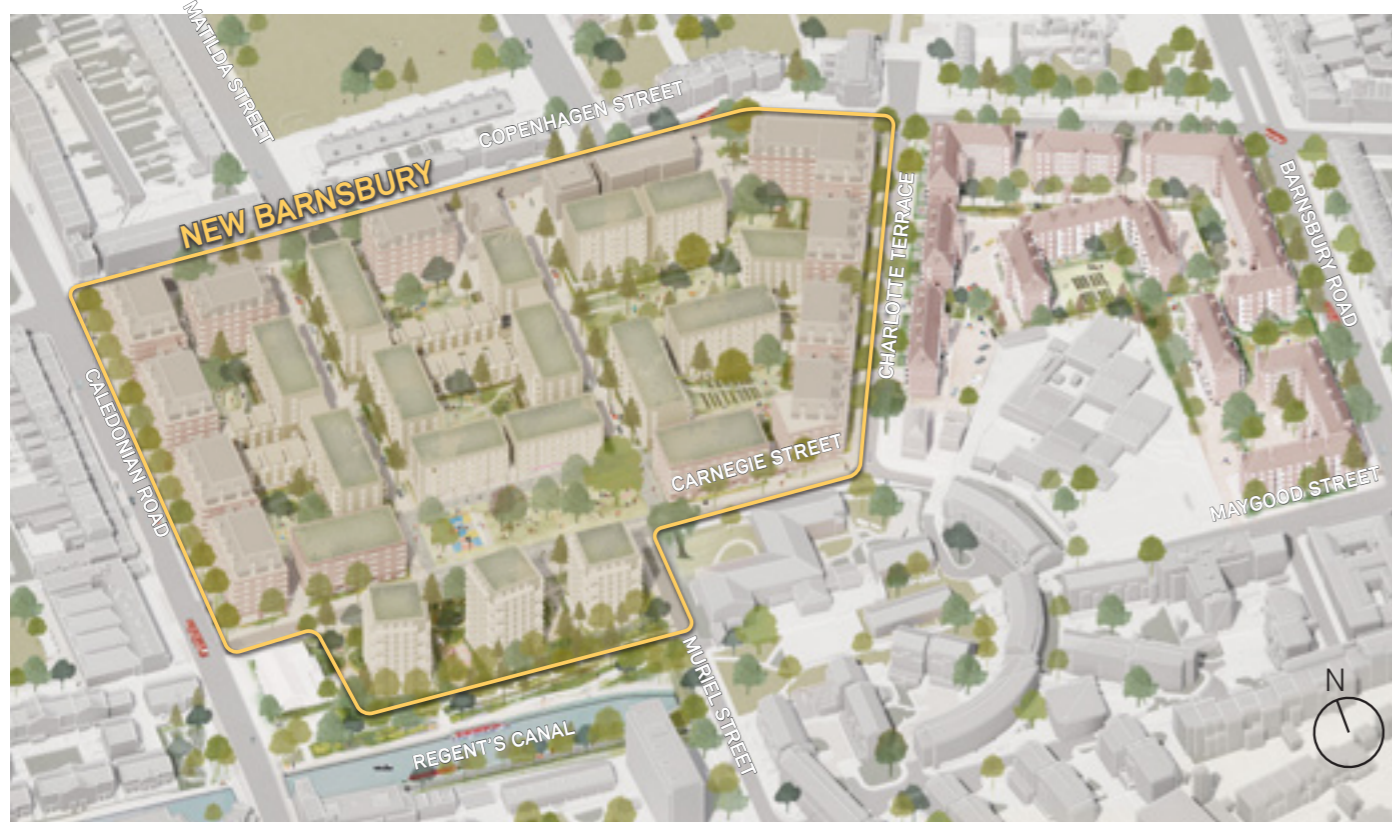 MATILDA STREET
COPENHAGEN STREET
NEW BARNSBURY
CHARLOTTE TERRACE
BARNSBURY ROAD
CALEDONIAN ROAD
CARNEGIE STREET
MAYGOOD STREET
MURIEL STREET
REGENT'S CANAL
N